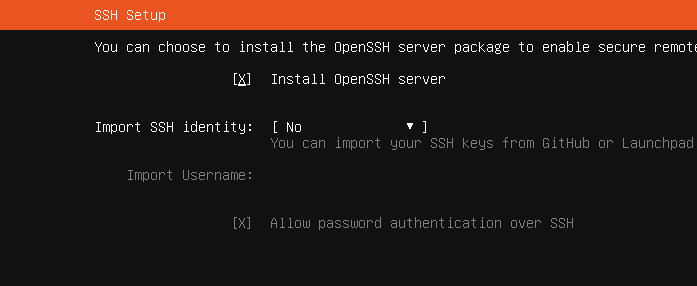 SSH Setup
You can choose to install the OpenSSH server package to enable secure remote
[X] Install OpenSSH server
Import SSH identity: [ No ▼ ]
You can import your SSH keys from GitHub or Launchpad
Import Username:
[X] Allow password authentication over SSH